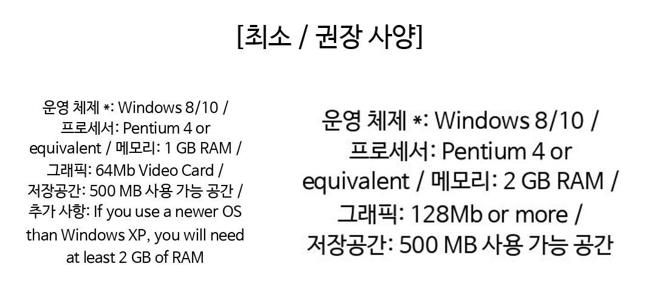 [최소 / 권장 사양]
운영 체제 *: Windows 8/10 /
프로세서: Pentium 4 or
equivalent / 메모리: 1 GB RAM /
그래픽: 64Mb Video Card /
저장공간: 500 MB 사용 가능 공간 /
추가 사항: If you use a newer OS
than Windows XP, you will need
at least 2 GB of RAM
운영 체제 *: Windows 8/10 /
프로세서: Pentium 4 or
equivalent / 메모리: 2 GB RAM /
그래픽: 128Mb or more /
저장공간: 500 MB 사용 가능 공간